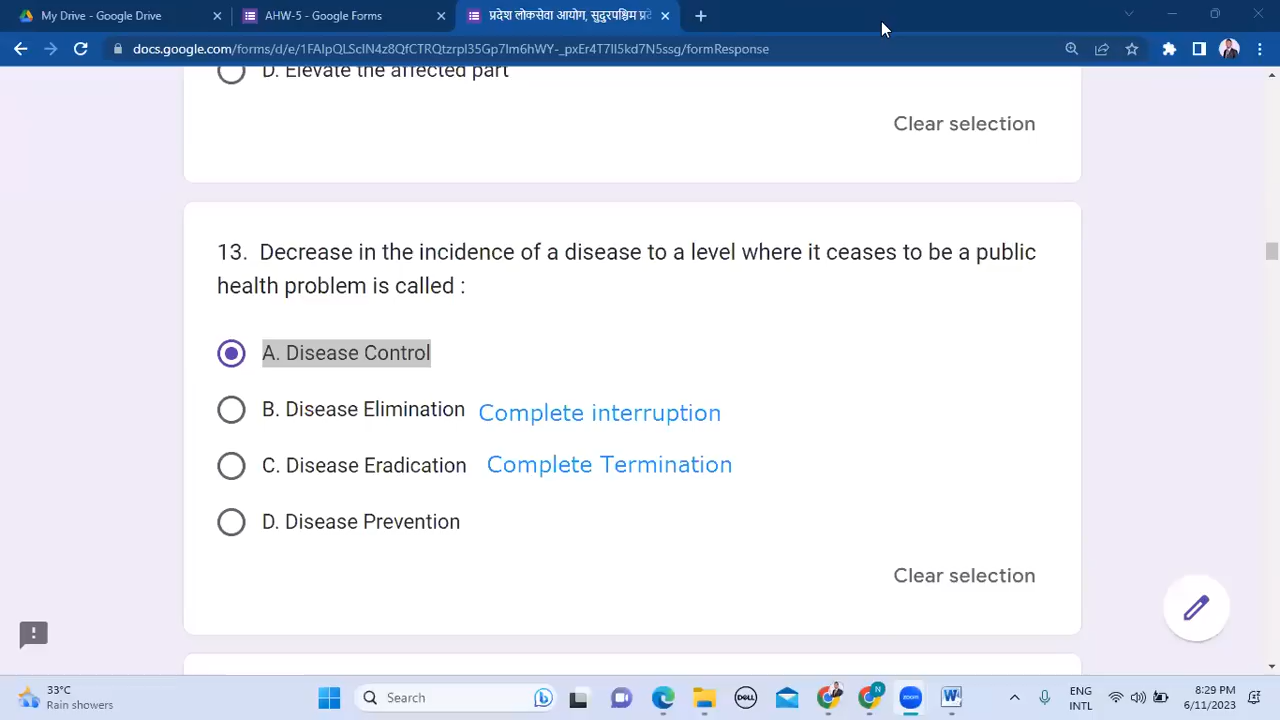 My Drive - Google Drive
AHW-5 - Google Forms
प्रदेश लोकसेवा आयोग, सुदुरपश्चिम प्रदे
docs.google.com/forms/d/e/1FAIpQLScIN4z8QfCTRQtzrpl35Gp7Im6hWY-_pxEr4T7lI5kd7N5ssg/formResponse
D. Elevate the affected part
Clear selection
13. Decrease in the incidence of a disease to a level where it ceases to be a public
health problem is called :
A. Disease Control
B. Disease Elimination Complete interruption
C. Disease Eradication Complete Termination
D. Disease Prevention
Clear selection
33°C
Rain showers
Search
DELL
N
zoom
W
ENG
INTL
8:29 PM
6/11/2023